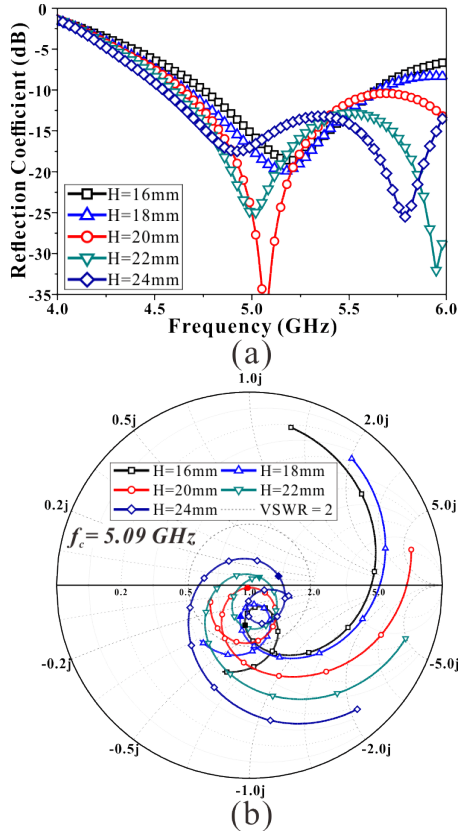 0
-5
-10
-15
-20
-25
-30
-35
Reflection Coefficient (dB)
H=16mm
H=18mm
H=20mm
H=22mm
H=24mm
4.0 4.5 5.0 5.5 6.0
Frequency (GHz)
(a)
1.0j
0.5j 2.0j
H=16mm H=18mm
H=20mm H=22mm
H=24mm VSWR = 2
0.2j 5.0j
fc= 5.09 GHz
0.2 0.5 1.0 2.0 5.0
-0.2j -5.0j
-0.5j -2.0j
-1.0j
(b)